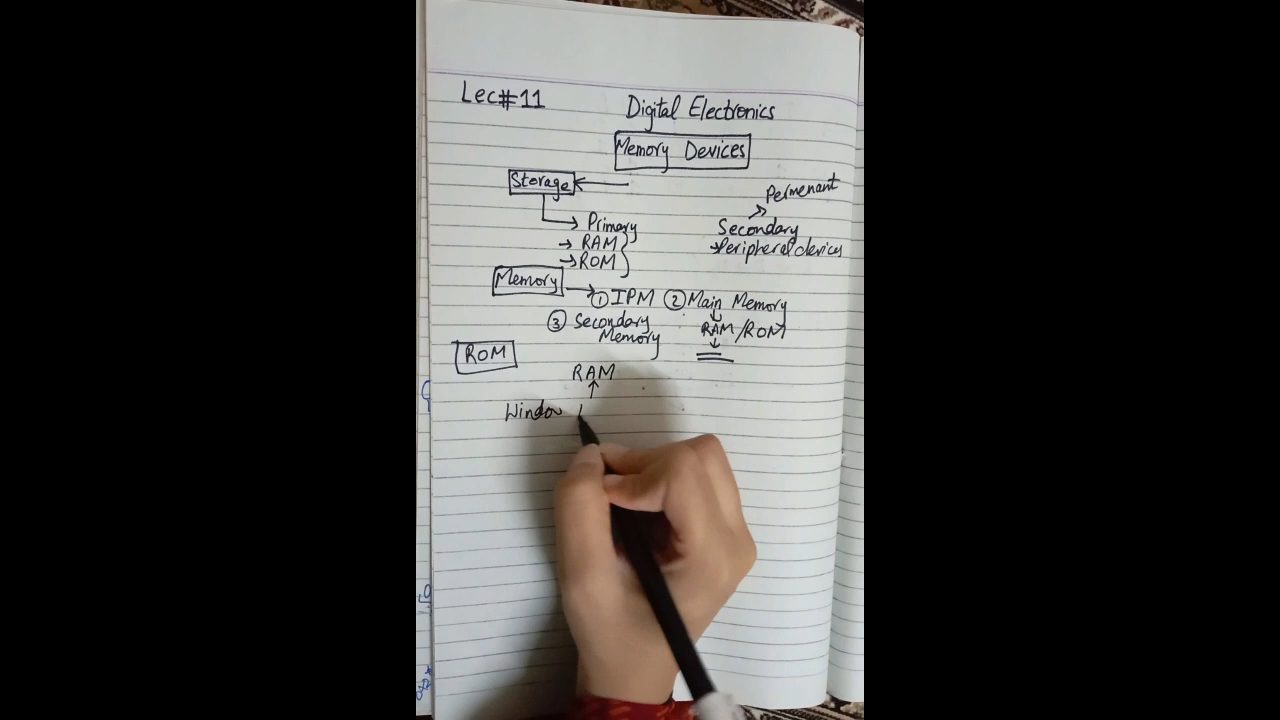 Lec#11
Digital Electronics
Memory Devices
Storage
Permenant
Primary
Secondary
→ RAM
→ Peripheral devices
→ ROM
Memory
① IPM ② Main Memory
③ Secondary
Memory
RAM/ROM
ROM
RAM
Window